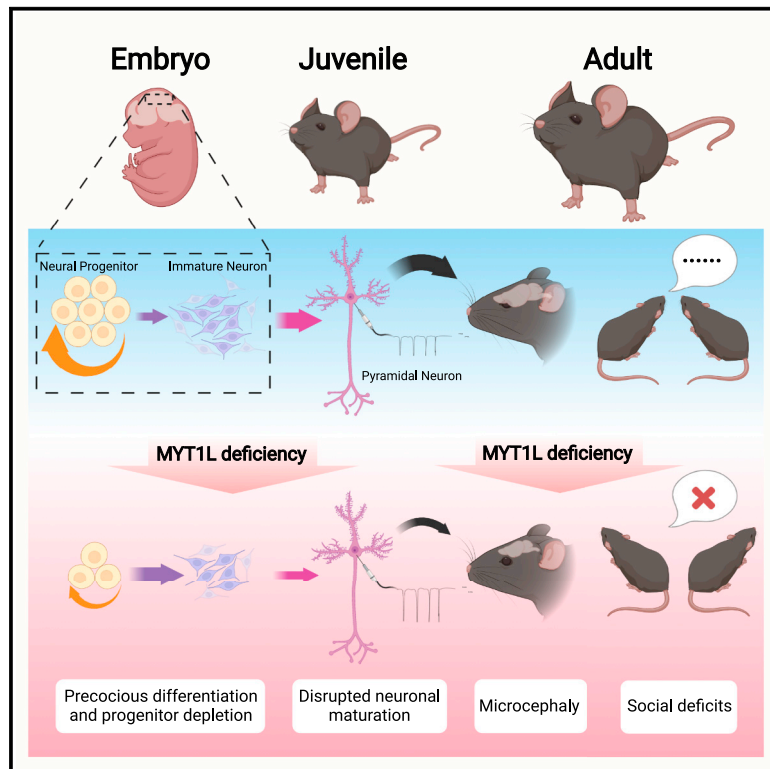 Embryo
Juvenile
Adult
Neural Progenitor
Immature Neuron
Pyramidal Neuron
......
MYT1L deficiency
MYT1L deficiency
Precocious differentiation
and progenitor depletion
Disrupted neuronal
maturation
Microcephaly
Social deficits